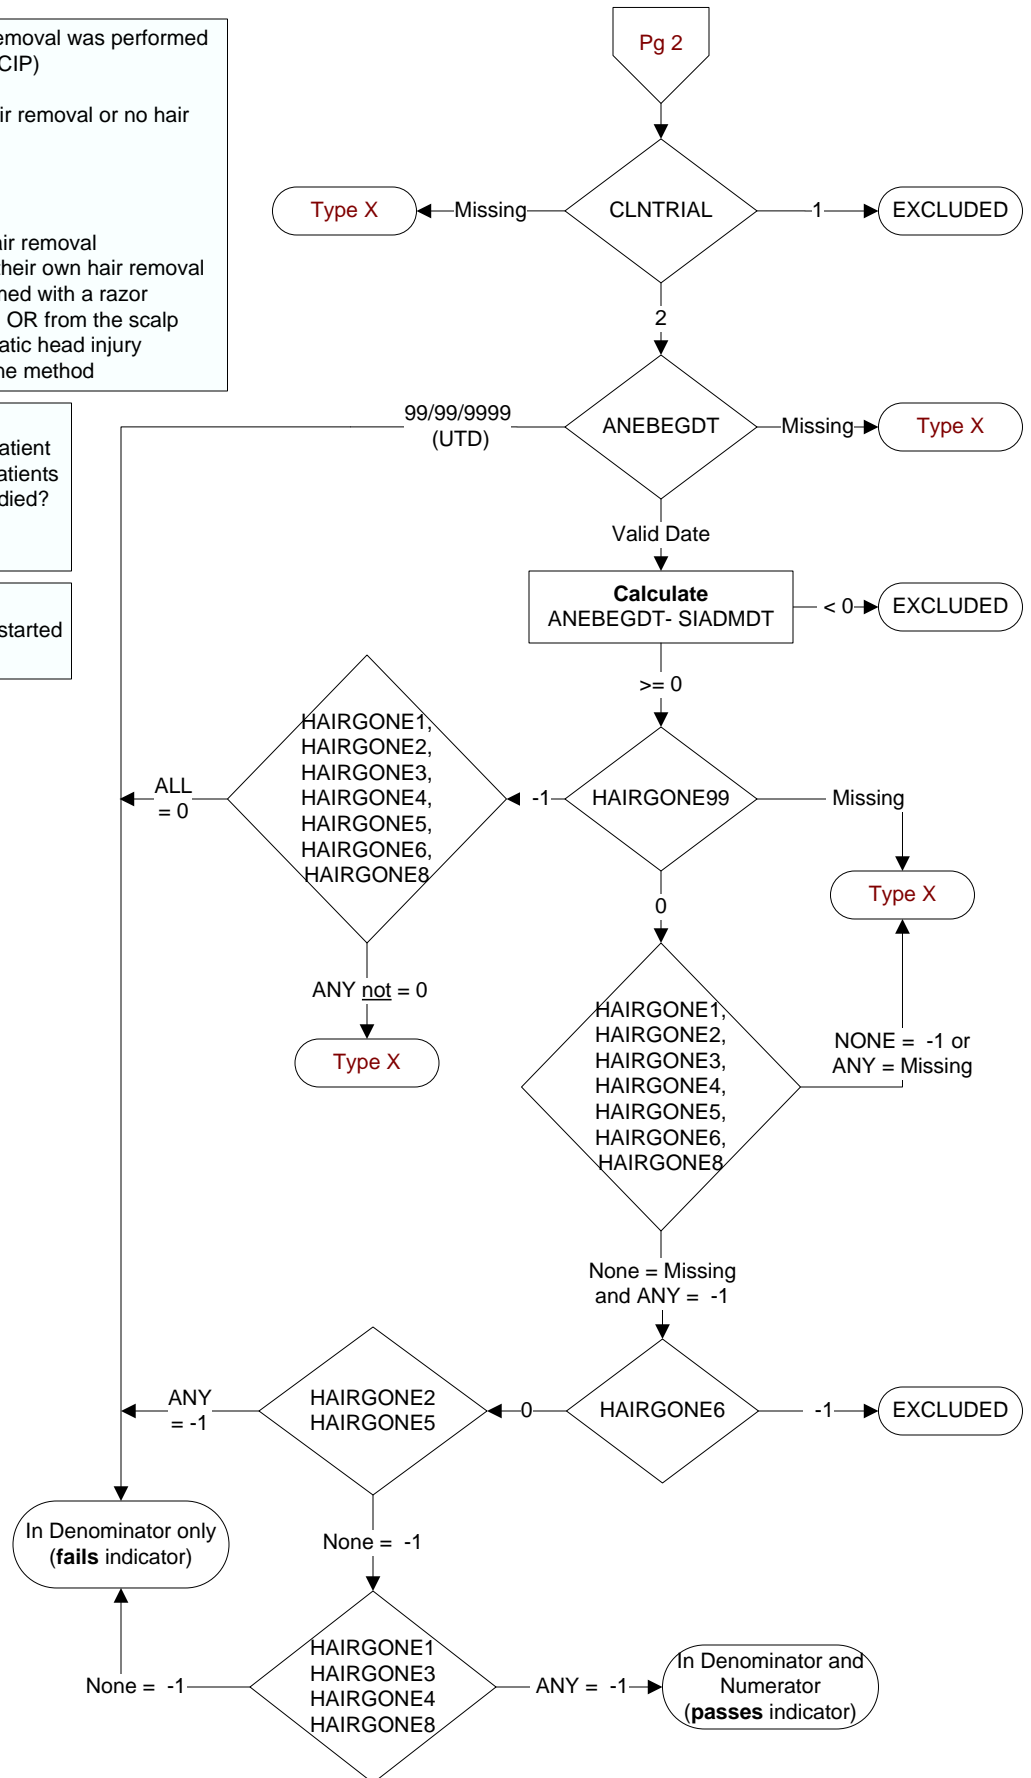 emoval was performed
CIP)
ir removal or no hair
air removal
their own hair removal
med with a razor
OR from the scalp
atic head injury
ne method
atient
atients
died?
started
Pg 2
Type X
Missing
CLNTRIAL
1
EXCLUDED
2
99/99/9999
(UTD)
ANEBEGDT
Missing
Type X
Valid Date
Calculate
ANEBEGDT- SIADMDT
< 0
EXCLUDED
>= 0
HAIRGONE1,
HAIRGONE2,
HAIRGONE3,
HAIRGONE4,
HAIRGONE5,
HAIRGONE6,
HAIRGONE8
ALL
= 0
-1
HAIRGONE99
Missing
Type X
0
ANY not = 0
Type X
HAIRGONE1,
HAIRGONE2,
HAIRGONE3,
HAIRGONE4,
HAIRGONE5,
HAIRGONE6,
HAIRGONE8
NONE = -1 or
ANY = Missing
None = Missing
and ANY = -1
ANY
= -1
HAIRGONE2
HAIRGONE5
0
HAIRGONE6
-1
EXCLUDED
In Denominator only
(fails indicator)
None = -1
None = -1
HAIRGONE1
HAIRGONE3
HAIRGONE4
HAIRGONE8
ANY = -1
In Denominator and
Numerator
(passes indicator)